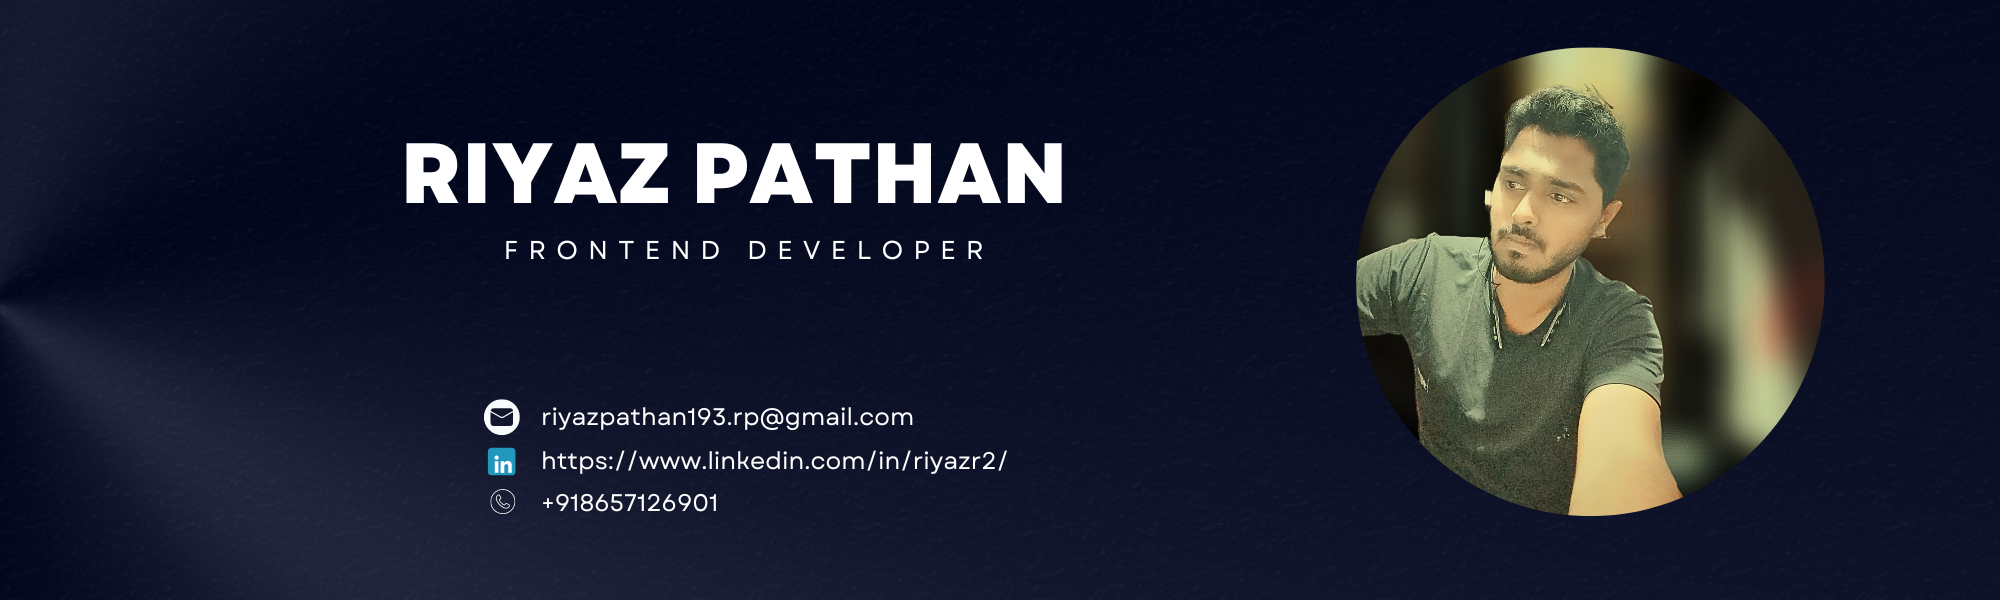 RIYAZ PATHAN
FRONTEND DEVELOPER
riyazpathan193.rp@gmail.com
in https://www.linkedin.com/in/riyazr2/
+918657126901